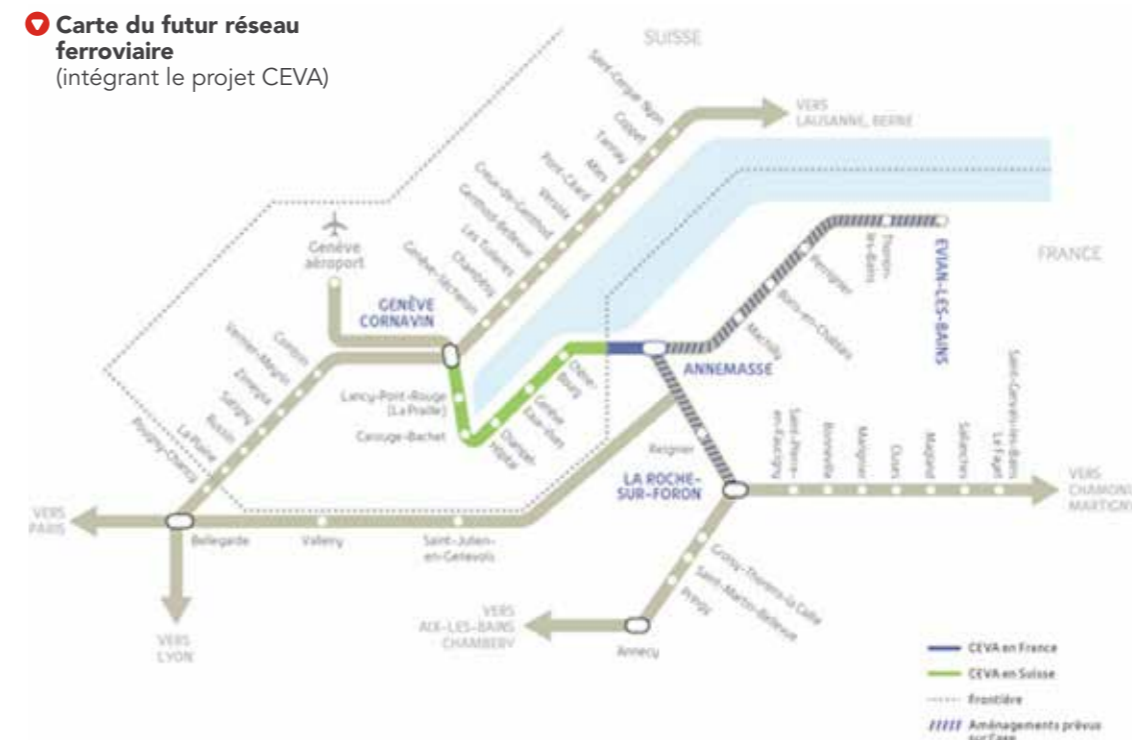 Carte du futur réseau
ferroviaire
(intégrant le projet CEVA)
SUISSE
VERS
LAUSANNE, BERNE
FRANCE
Saint-Cergue Nyon
Coppet
Tannay
Mies
Pont-Céard
Versoix
Creux-de-Genthod
Genthod-Bellevue
Les Tuileries
Chambésy
Genève-Sécheron
Genève
aéroport
GENÈVE
CORNAVIN
Vernier-Meyrin
Zimeysa
Satigny
Russin
La Plaine
Pougny-Chancy
Lancy-Pont-Rouge
(La Praille)
Carouge-Bachet
Champel-
Hôpital
Genève
Eaux-Vives
Chêne-
Bourg
ANNEMASSE
Machilly
Bons-en-Chablais
Perrignier
Thonon-
les-Bains
EVIAN-LES-BAINS
Reignier
LA ROCHE-
SUR-FORON
Saint-Pierre-
en-Faucigny
Bonneville
Marignier
Cluses
Magland
Sallanches
Saint-Gervais-les-Bains
Le Fayet
VERS
CHAMON
MARTIGN
VERS
PARIS
Bellegarde
Valleiry
Saint-Julien-
en-Genevois
VERS
LYON
VERS
AIX-LES-BAINS
CHAMBERY
Annecy
Groisy-Thorens-la Caille
Saint-Martin-Bellevue
Pringy
CEVA en France
CEVA en Suisse
Frontière
Aménagements prévus
sur l'axe